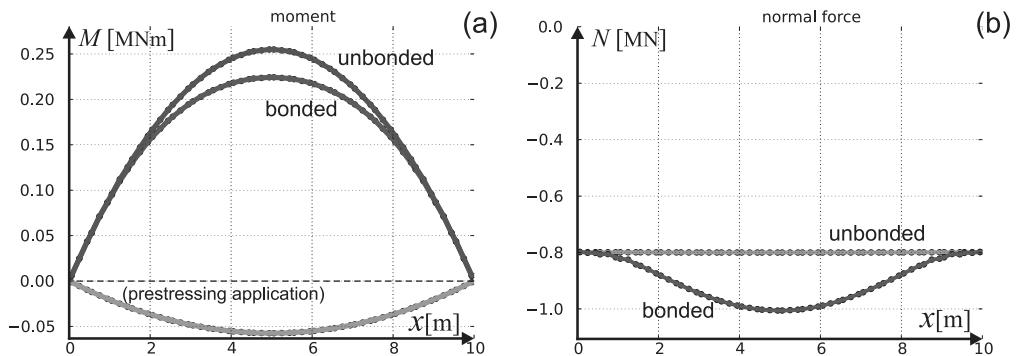 moment
(a)
M [MNm]
0.25
0.20
0.15
0.10
0.05
0.00
−0.05
unbonded
bonded
(prestressing application)
x[m]
0 2 4 6 8 10
normal force
(b)
N [MN]
0.0
−0.2
−0.4
−0.6
−0.8
−1.0
unbonded
bonded
x[m]
0 2 4 6 8 10